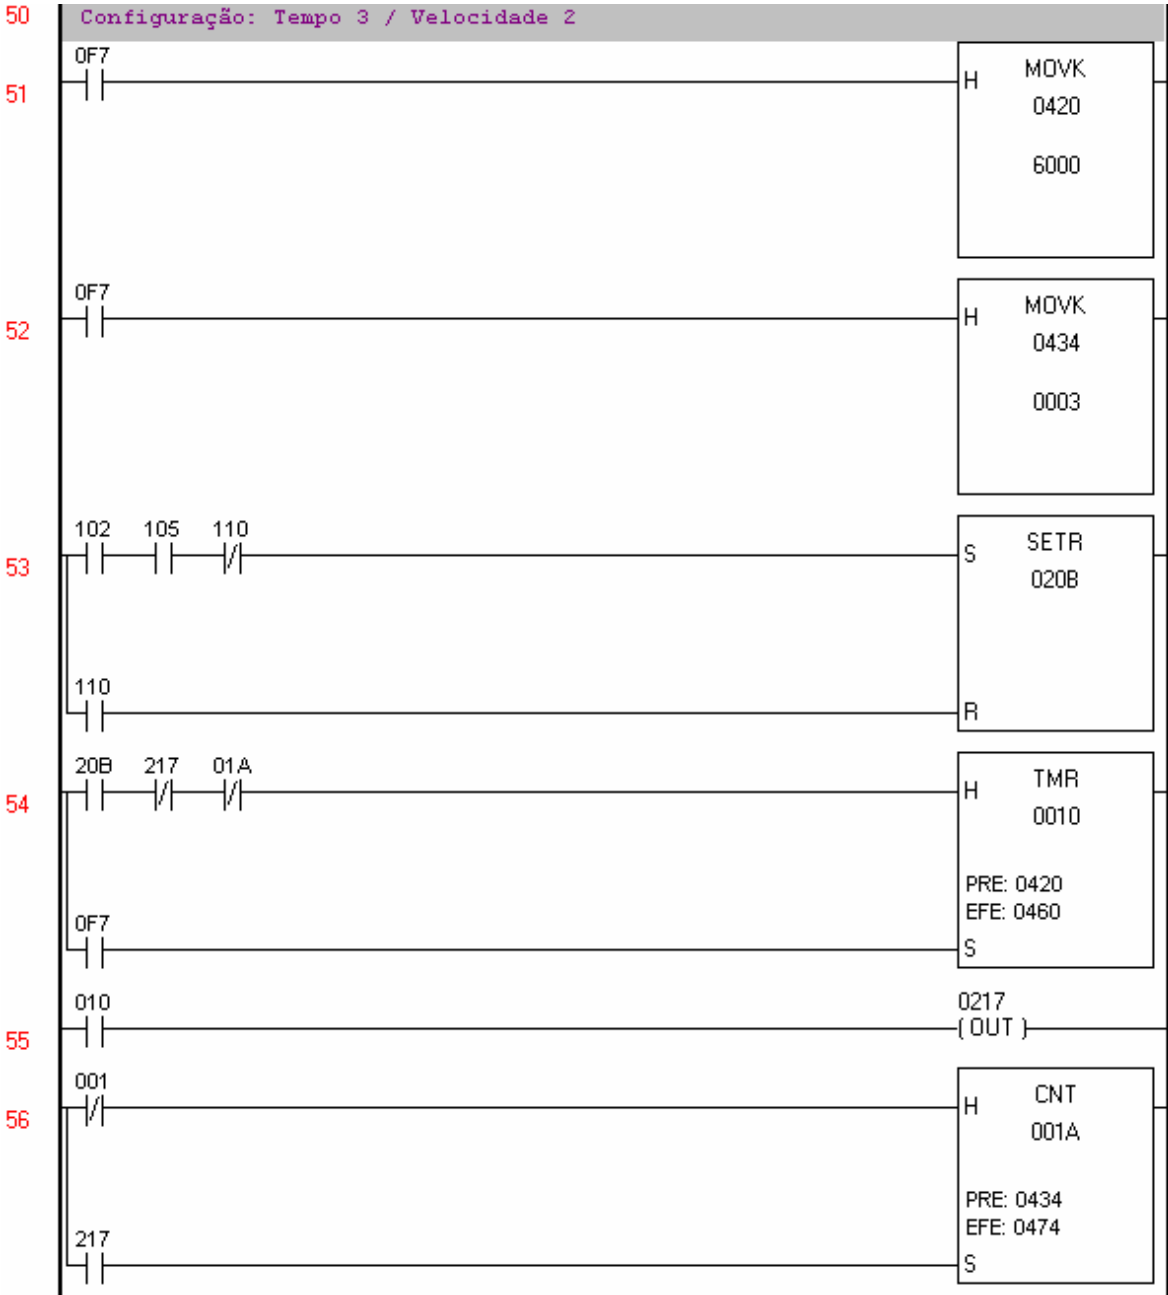 50 Configuração: Tempo 3 / Velocidade 2
0F7
51 H MOVK
0420
6000
0F7
52 H MOVK
0434
0003
102 105 110
53 S SETR
020B
110
R
20B 217 01A
54 H TMR
0010
PRE: 0420
EFE: 0460
0F7
S
010 0217
55 ( OUT )
001
56 H CNT
001A
PRE: 0434
EFE: 0474
217
S